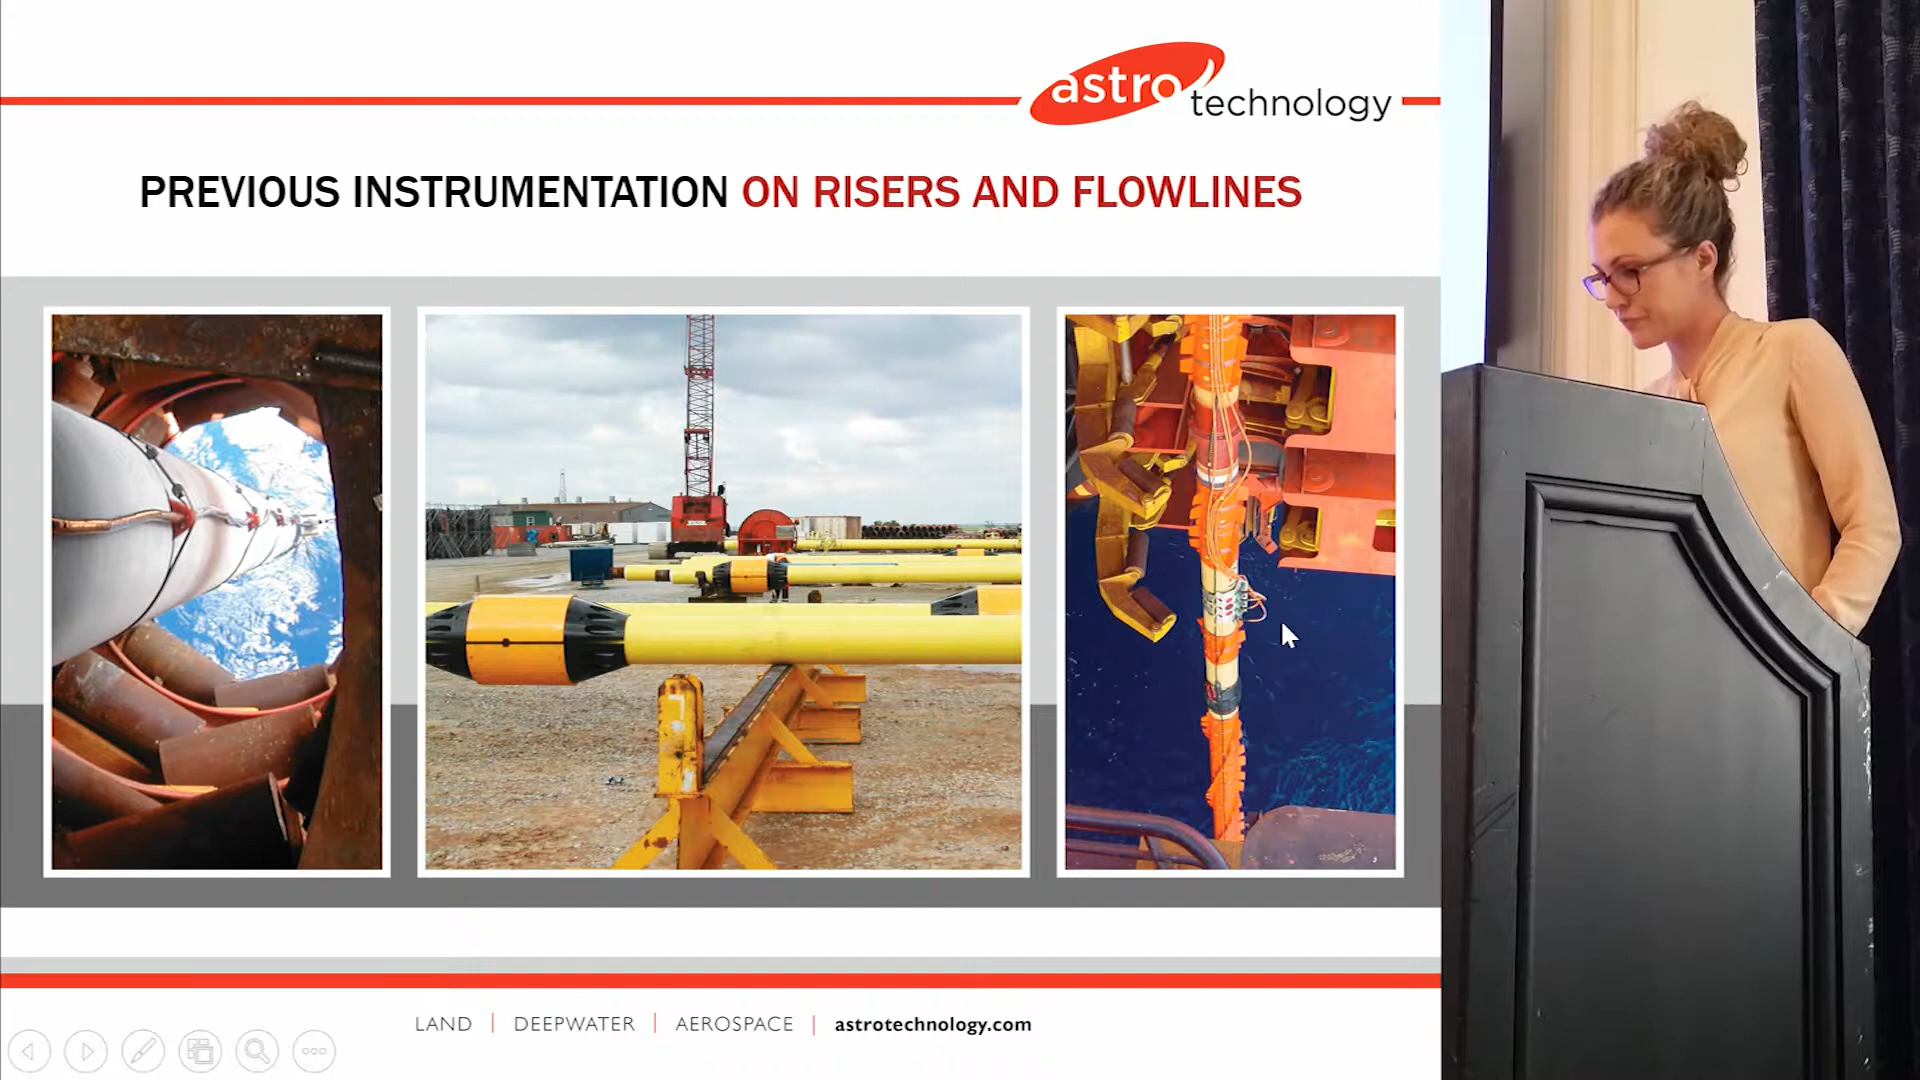 astro
technology
PREVIOUS INSTRUMENTATION ON RISERS AND FLOWLINES
LAND | DEEPWATER | AEROSPACE | astrotechnology.com